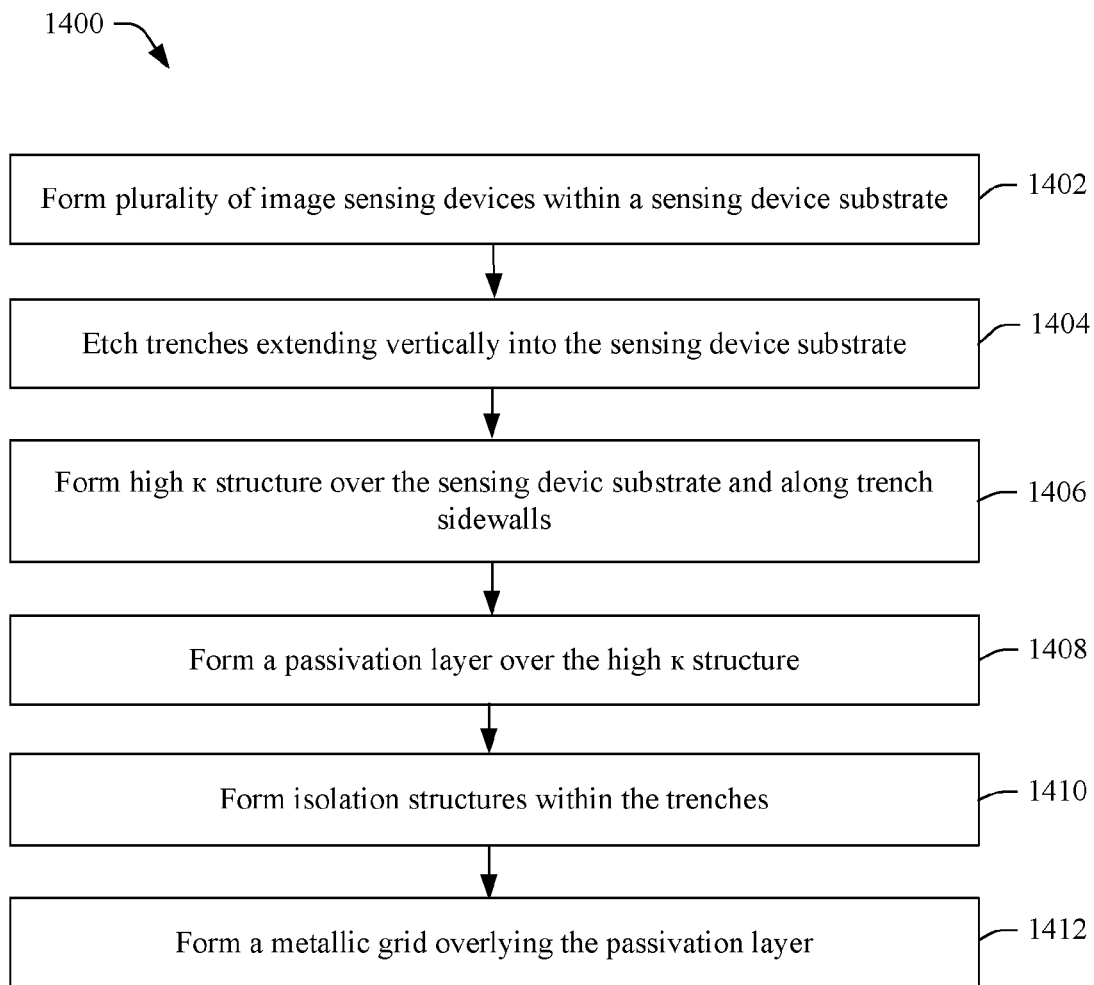 1400
Form plurality of image sensing devices within a sensing device substrate
1402
Etch trenches extending vertically into the sensing device substrate
1404
Form high κ structure over the sensing devic substrate and along trench
sidewalls
1406
Form a passivation layer over the high κ structure
1408
Form isolation structures within the trenches
1410
Form a metallic grid overlying the passivation layer
1412